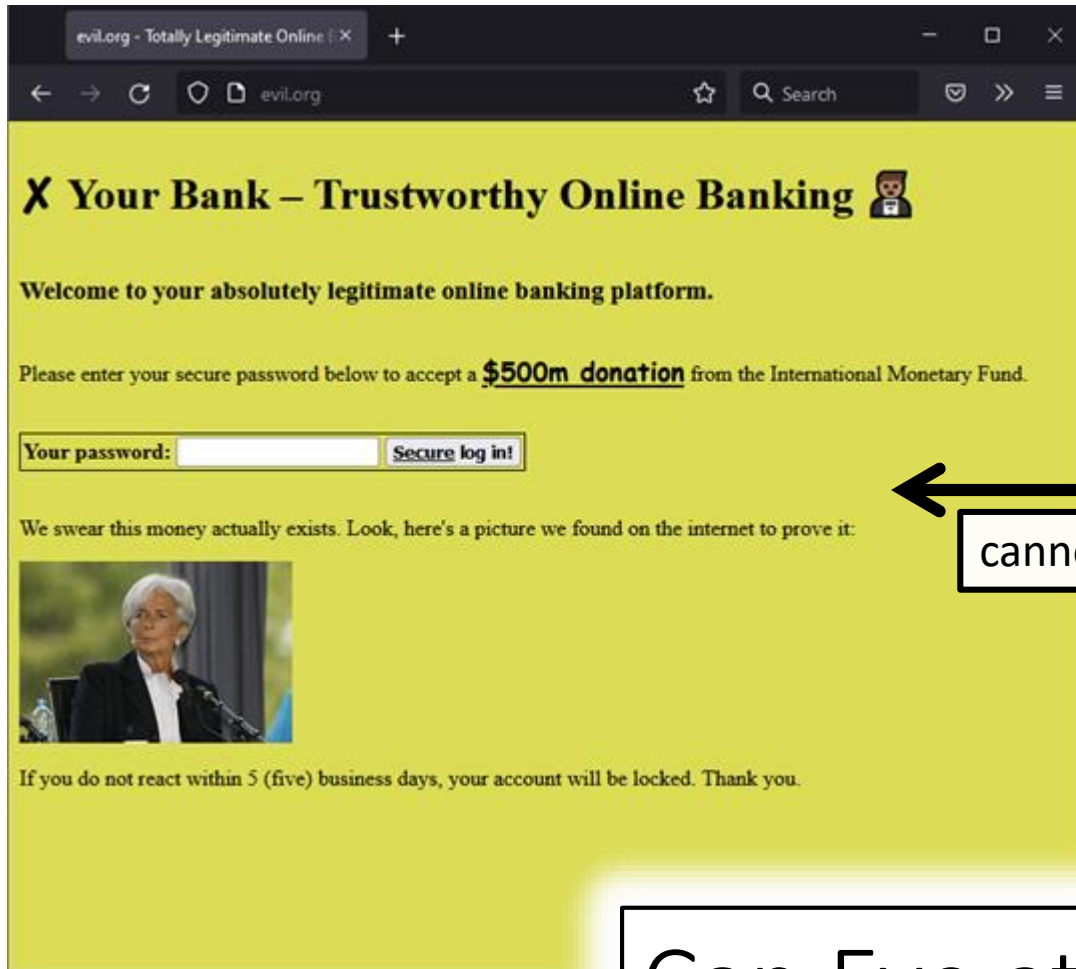 evil.org - Totally Legitimate Online
evil.org
Search
✗ Your Bank – Trustworthy Online Banking
Welcome to your absolutely legitimate online banking platform.
Please enter your secure password below to accept a $500m donation from the International Monetary Fund.
Your password: Secure log in!
We swear this money actually exists. Look, here's a picture we found on the internet to prove it:
If you do not react within 5 (five) business days, your account will be locked. Thank you.